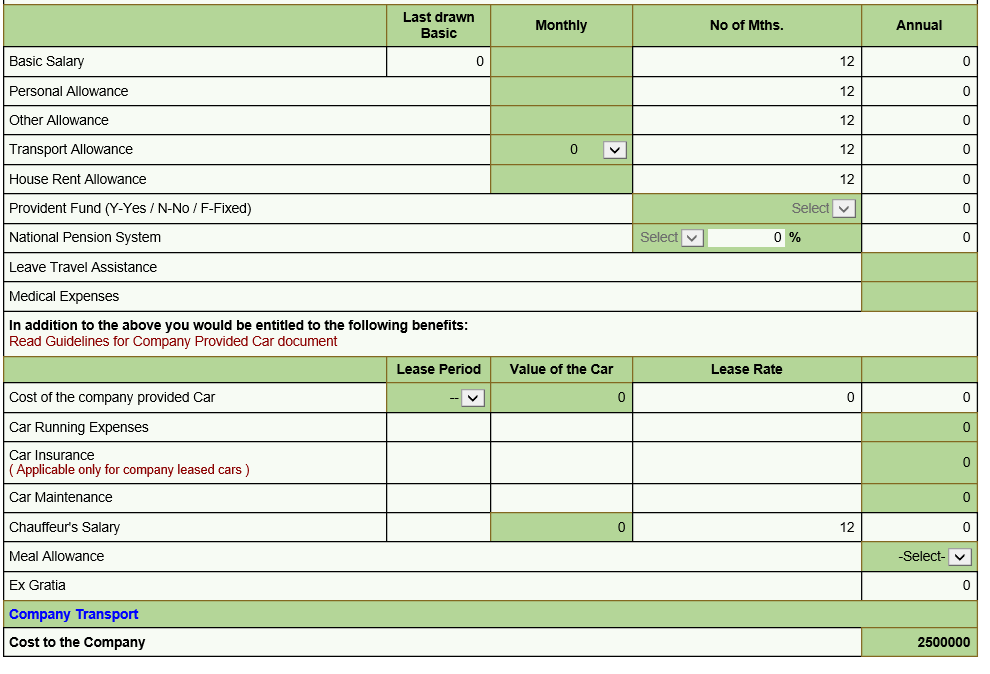 Last drawn Basic Monthly No of Mths. Annual
Basic Salary 0 12 0
Personal Allowance 12 0
Other Allowance 12 0
Transport Allowance 0 12 0
House Rent Allowance 12 0
Provident Fund (Y-Yes / N-No / F-Fixed) Select 0
National Pension System Select 0 % 0
Leave Travel Assistance
Medical Expenses
In addition to the above you would be entitled to the following benefits:
Read Guidelines for Company Provided Car document
Lease Period Value of the Car Lease Rate
Cost of the company provided Car -- 0 0 0
Car Running Expenses 0
Car Insurance
( Applicable only for company leased cars ) 0
Car Maintenance 0
Chauffeur's Salary 0 12 0
Meal Allowance -Select-
Ex Gratia 0
Company Transport
Cost to the Company 2500000